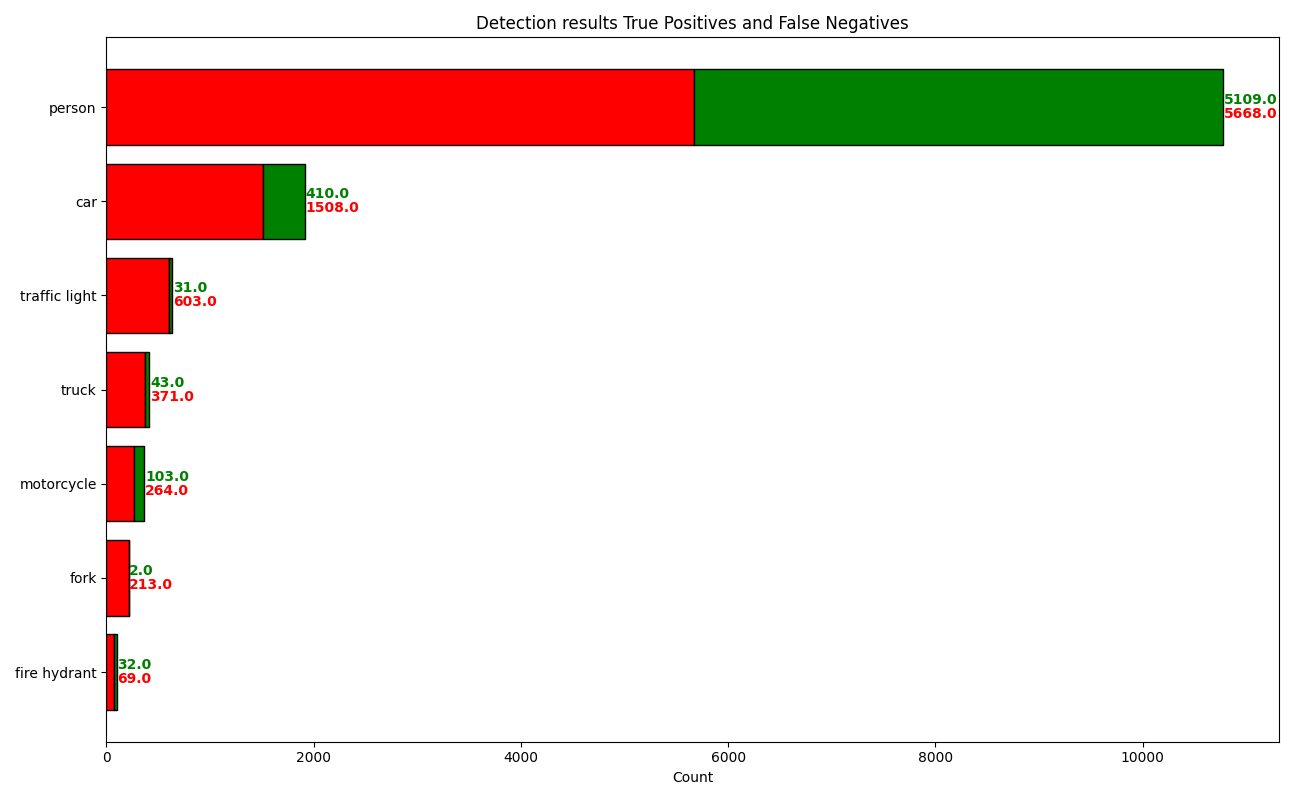 Detection results True Positives and False Negatives
person
5109.0
5668.0
car
410.0
1508.0
traffic light
31.0
603.0
truck
43.0
371.0
motorcycle
103.0
264.0
fork
2.0
213.0
fire hydrant
32.0
69.0
0 2000 4000 6000 8000 10000
Count